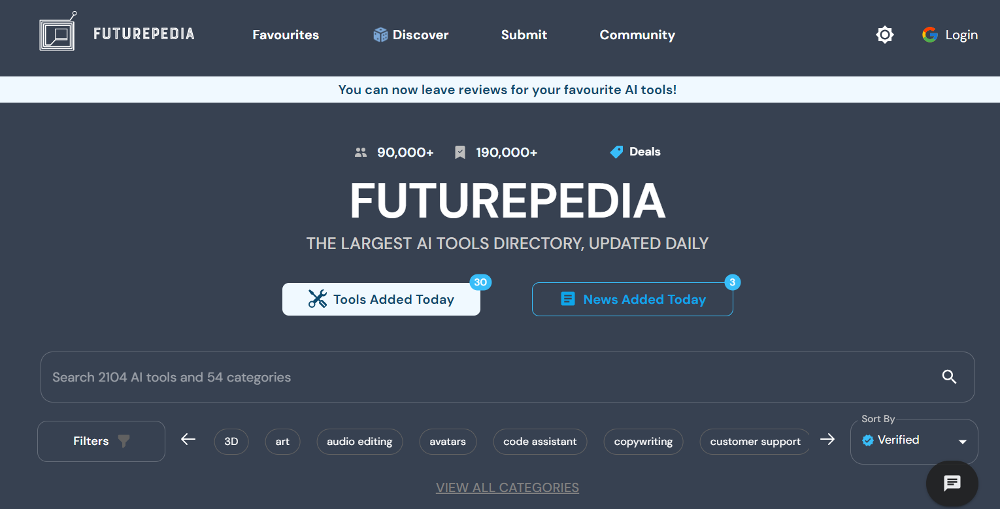 FUTUREPEDIA Favourites Discover Submit Community Login
You can now leave reviews for your favourite AI tools!
90,000+ 190,000+ Deals
FUTUREPEDIA
THE LARGEST AI TOOLS DIRECTORY, UPDATED DAILY
30 3
Tools Added Today News Added Today
Search 2104 AI tools and 54 categories
Sort By
Filters 3D art audio editing avatars code assistant copywriting customer support Verified
VIEW ALL CATEGORIES